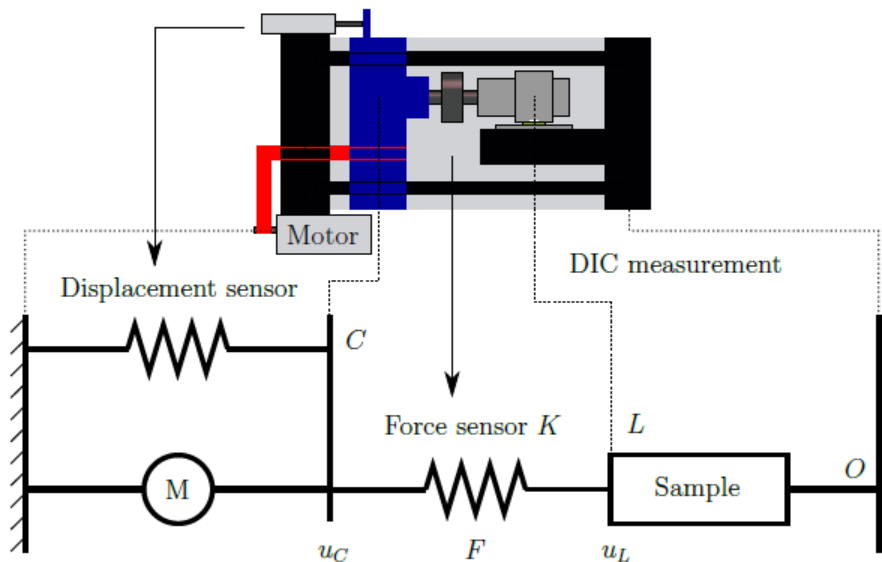 Motor
DIC measurement
Displacement sensor
C
Force sensor K
L
M
Sample
O
u_C
F
u_L